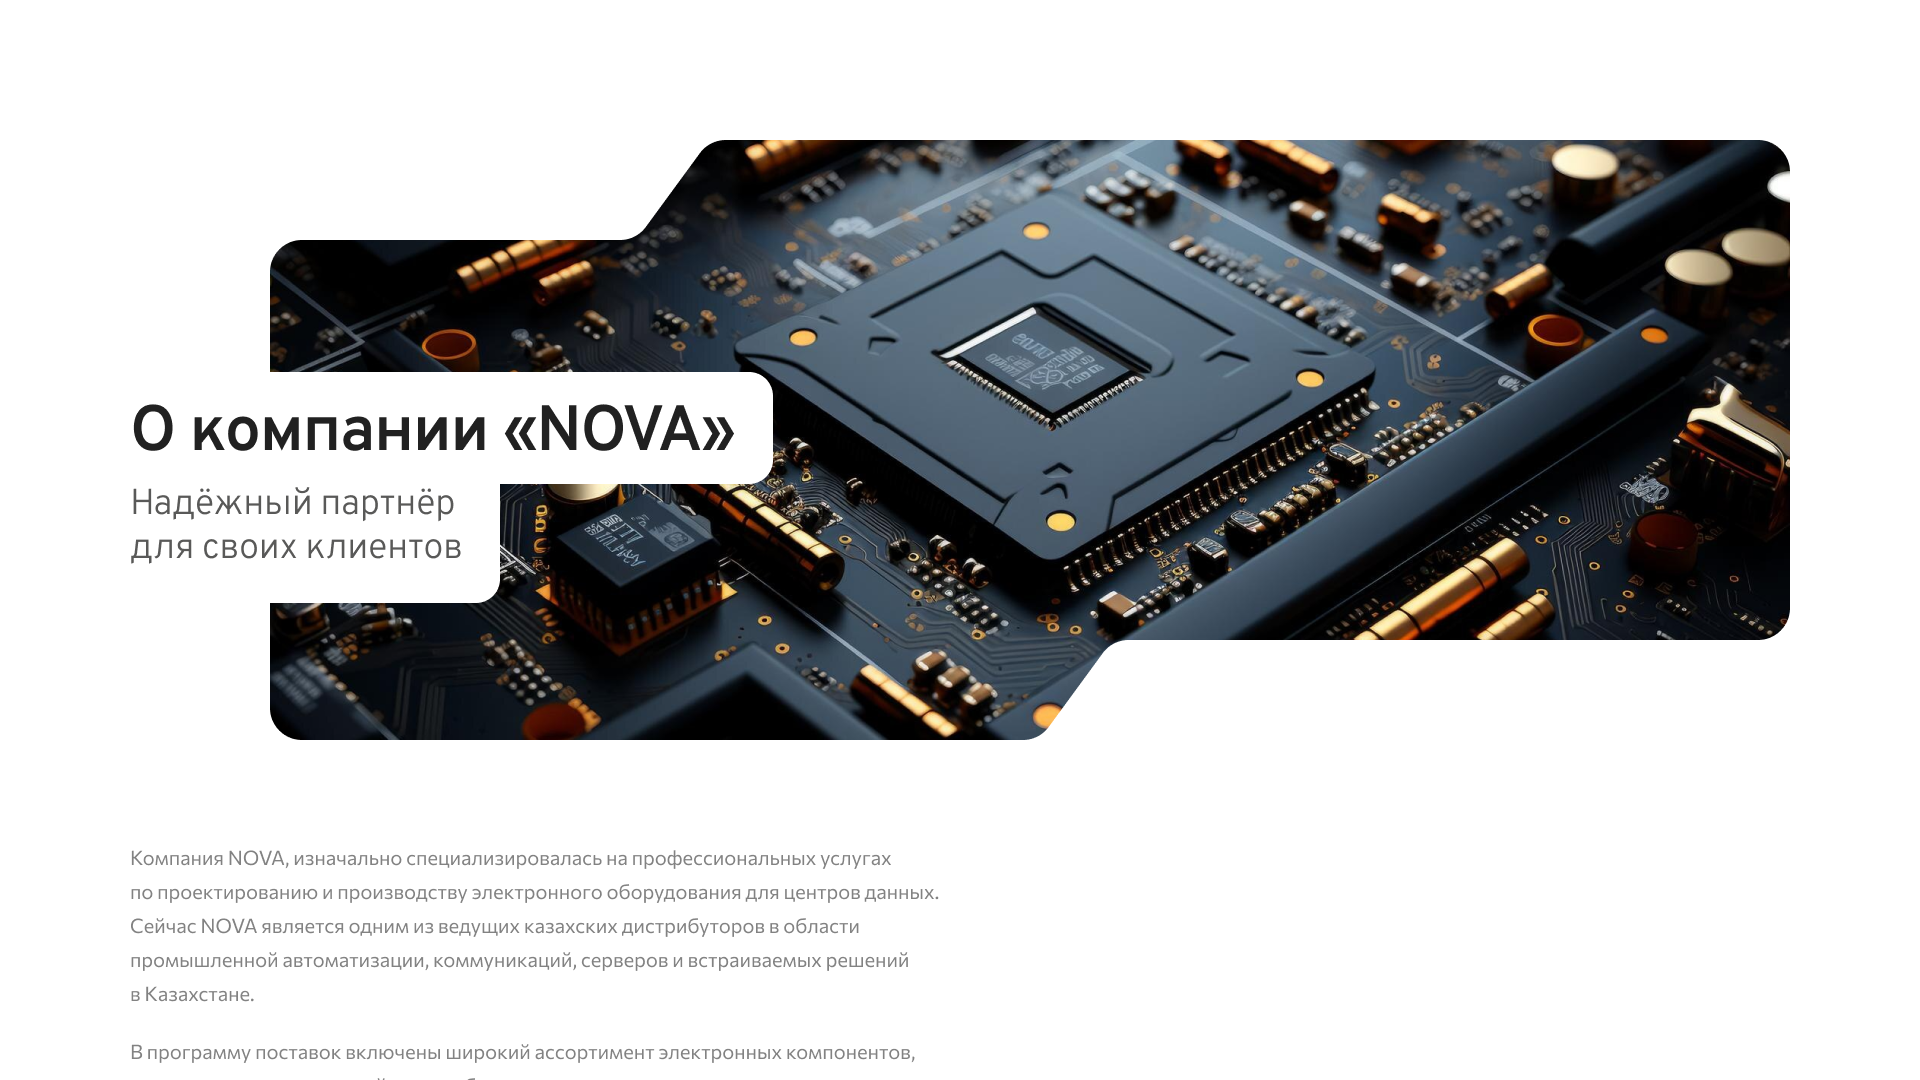 О компании «NOVA»
Надёжный партнёр
для своих клиентов
Компания NOVA, изначально специализировалась на профессиональных услугах
по проектированию и производству электронного оборудования для центров данных.
Сейчас NOVA является одним из ведущих казахских дистрибуторов в области
промышленной автоматизации, коммуникаций, серверов и встраиваемых решений
в Казахстане.
В программу поставок включены широкий ассортимент электронных компонентов,